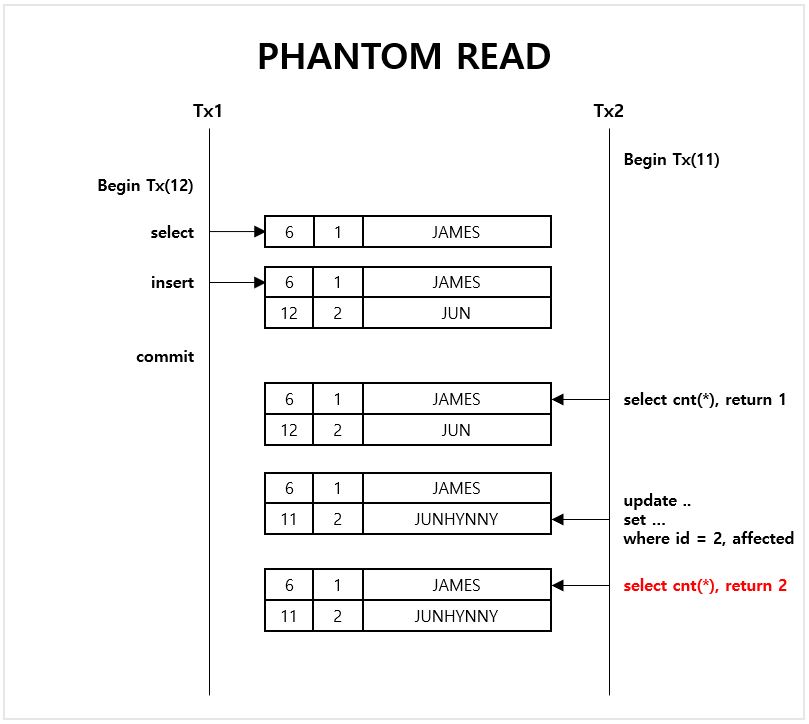 PHANTOM READ
Tx1
Tx2
Begin Tx(11)
Begin Tx(12)
select
6 1 JAMES
insert
6 1 JAMES
12 2 JUN
commit
6 1 JAMES
select cnt(*), return 1
12 2 JUN
6 1 JAMES
11 2 JUNHYNNY
update ..
set ...
where id = 2, affected
6 1 JAMES
select cnt(*), return 2
11 2 JUNHYNNY